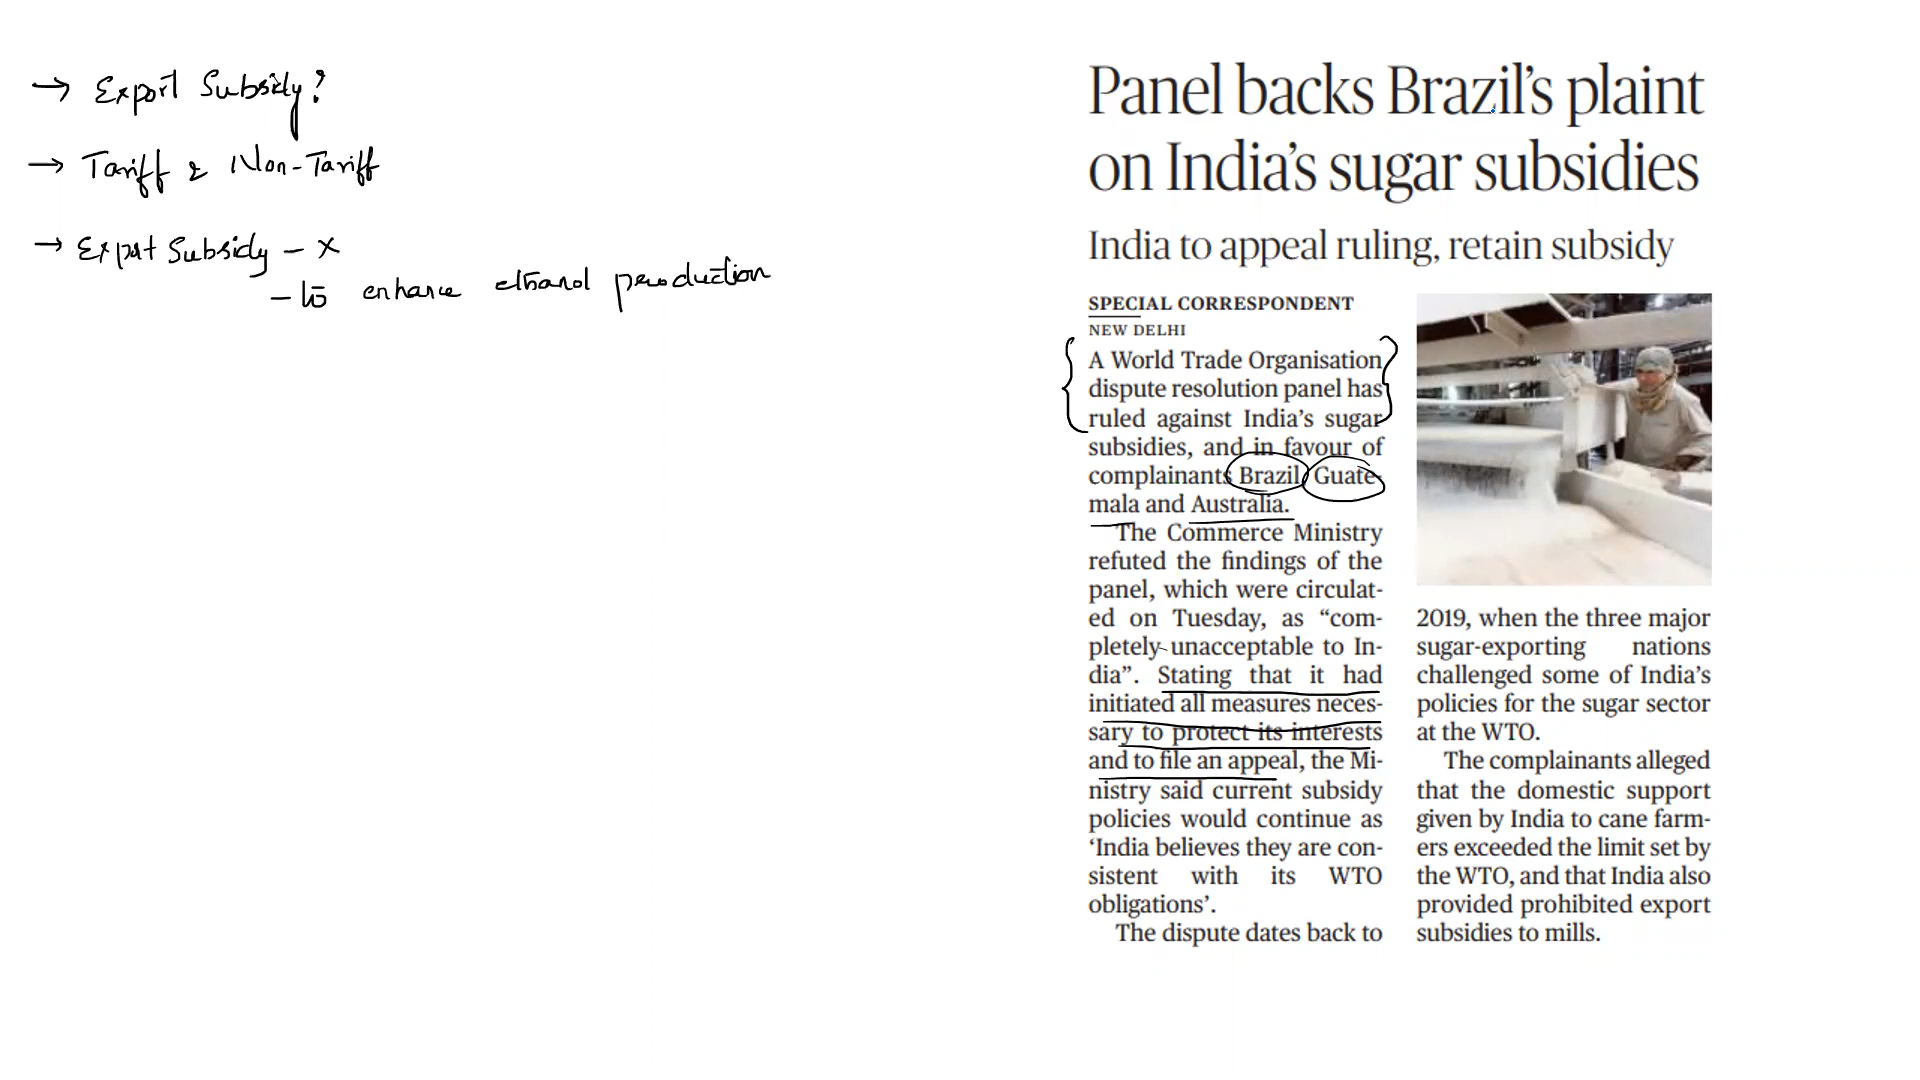 → Export Subsidy?
→ Tariff & Non-Tariff
→ Export Subsidy - x
- to enhance ethanol production
Panel backs Brazil's plaint
on India's sugar subsidies
India to appeal ruling, retain subsidy
SPECIAL CORRESPONDENT
NEW DELHI
A World Trade Organisation
dispute resolution panel has
ruled against India's sugar
subsidies, and in favour of
complainants Brazil, Guate-
mala and Australia.
The Commerce Ministry
refuted the findings of the
panel, which were circulat-
ed on Tuesday, as “com-
pletely unacceptable to In-
dia”. Stating that it had
initiated all measures neces-
sary to protect its interests
and to file an appeal, the Mi-
nistry said current subsidy
policies would continue as
‘India believes they are con-
sistent with its WTO
obligations’.
The dispute dates back to
2019, when the three major
sugar-exporting nations
challenged some of India's
policies for the sugar sector
at the WTO.
The complainants alleged
that the domestic support
given by India to cane farm-
ers exceeded the limit set by
the WTO, and that India also
provided prohibited export
subsidies to mills.